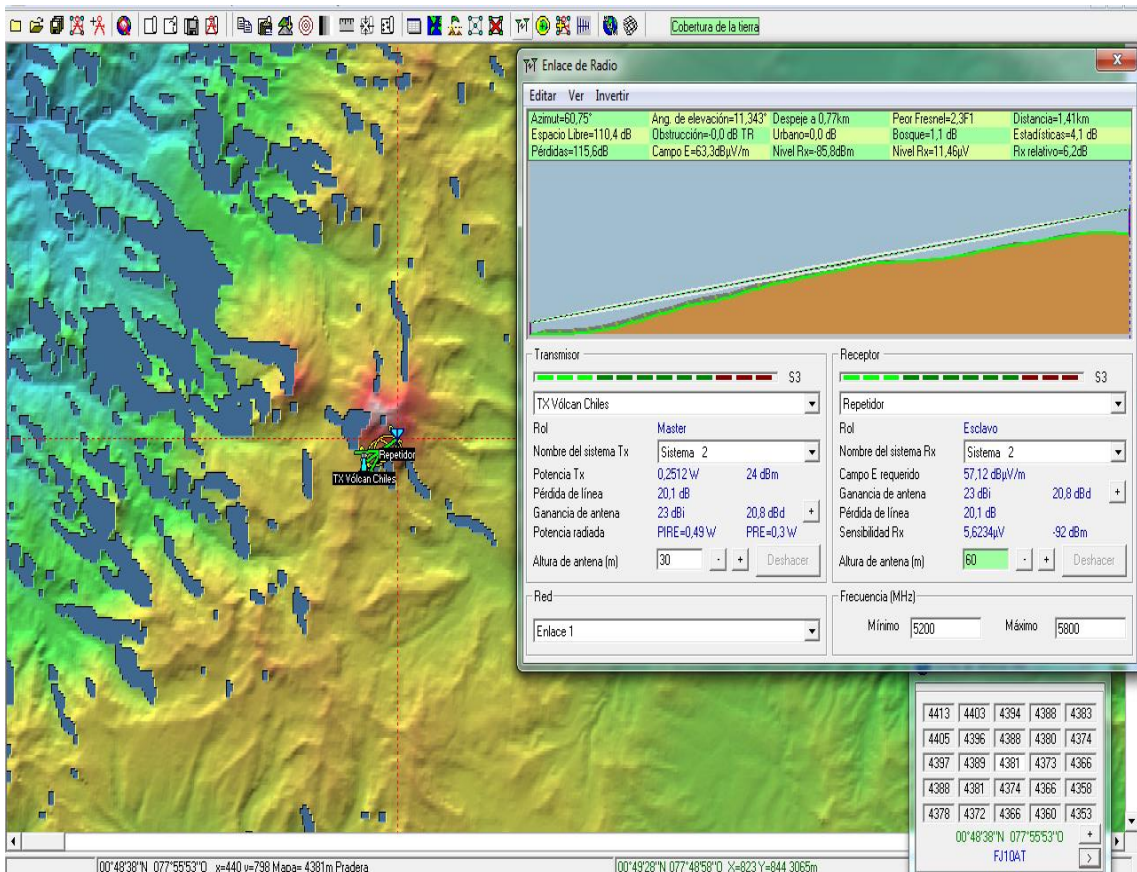 Cobertura de la tierra
Enlace de Radio
Editar Ver Invertir
Azimut=60,75° Ang. de elevación=11,343° Despeje a 0,77km Peor Fresnel=2,3F1 Distancia=1,41km
Espacio Libre=110,4 dB Obstrucción=-0,0 dB TR Urbano=0,0 dB Bosque=1,1 dB Estadísticas=4,1 dB
Pérdidas=115,6dB Campo E=63,3dBµV/m Nivel Rx=-85,8dBm Nivel Rx=11,46µV Rx relativo=6,2dB
Transmisor
S3
TX Vólcan Chiles
Rol Master
Nombre del sistema Tx Sistema 2
Potencia Tx 0,2512 W 24 dBm
Pérdida de línea 20,1 dB
Ganancia de antena 23 dBi 20,8 dBd +
Potencia radiada PIRE=0,49 W PRE=0,3 W
Altura de antena (m) 30 - + Deshacer
Red
Enlace 1
Receptor
S3
Repetidor
Rol Esclavo
Nombre del sistema Rx Sistema 2
Campo E requerido 57,12 dBµV/m
Ganancia de antena 23 dBi 20,8 dBd +
Pérdida de línea 20,1 dB
Sensibilidad Rx 5,6234µV -92 dBm
Altura de antena (m) 60 - + Deshacer
Frecuencia (MHz)
Mínimo 5200 Máximo 5800
Repetidor
TX Vólcan Chiles
4413 4403 4394 4388 4383
4405 4396 4388 4380 4374
4397 4389 4381 4373 4366
4388 4381 4374 4366 4358
4378 4372 4366 4360 4353
00°48'38''N 077°55'53''O +
FJ10AT >
00°48'38''N 077°55'53''O x=440 y=798 Mapa= 4381m Pradera
00°49'28''N 077°48'58''O X=823 Y=844 3065m